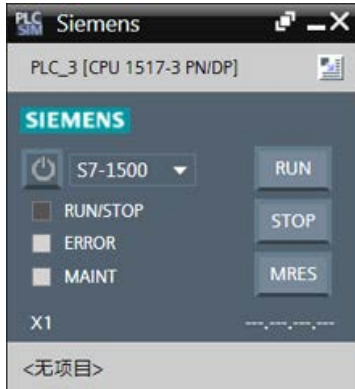 PLC SIM Siemens
PLC_3 [CPU 1517-3 PN/DP]
SIEMENS
S7-1500 RUN
RUN/STOP
STOP
ERROR
MAINT MRES
X1 ---.---.---.---
<无项目>